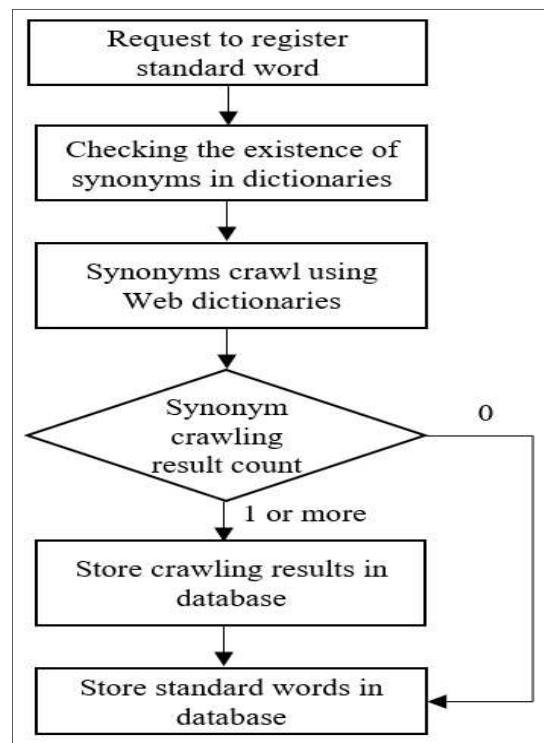 Request to register
standard word
Checking the existence of
synonyms in dictionaries
Synonyms crawl using
Web dictionaries
Synonym
crawling
result count
0
1 or more
Store crawling results in
database
Store standard words in
database